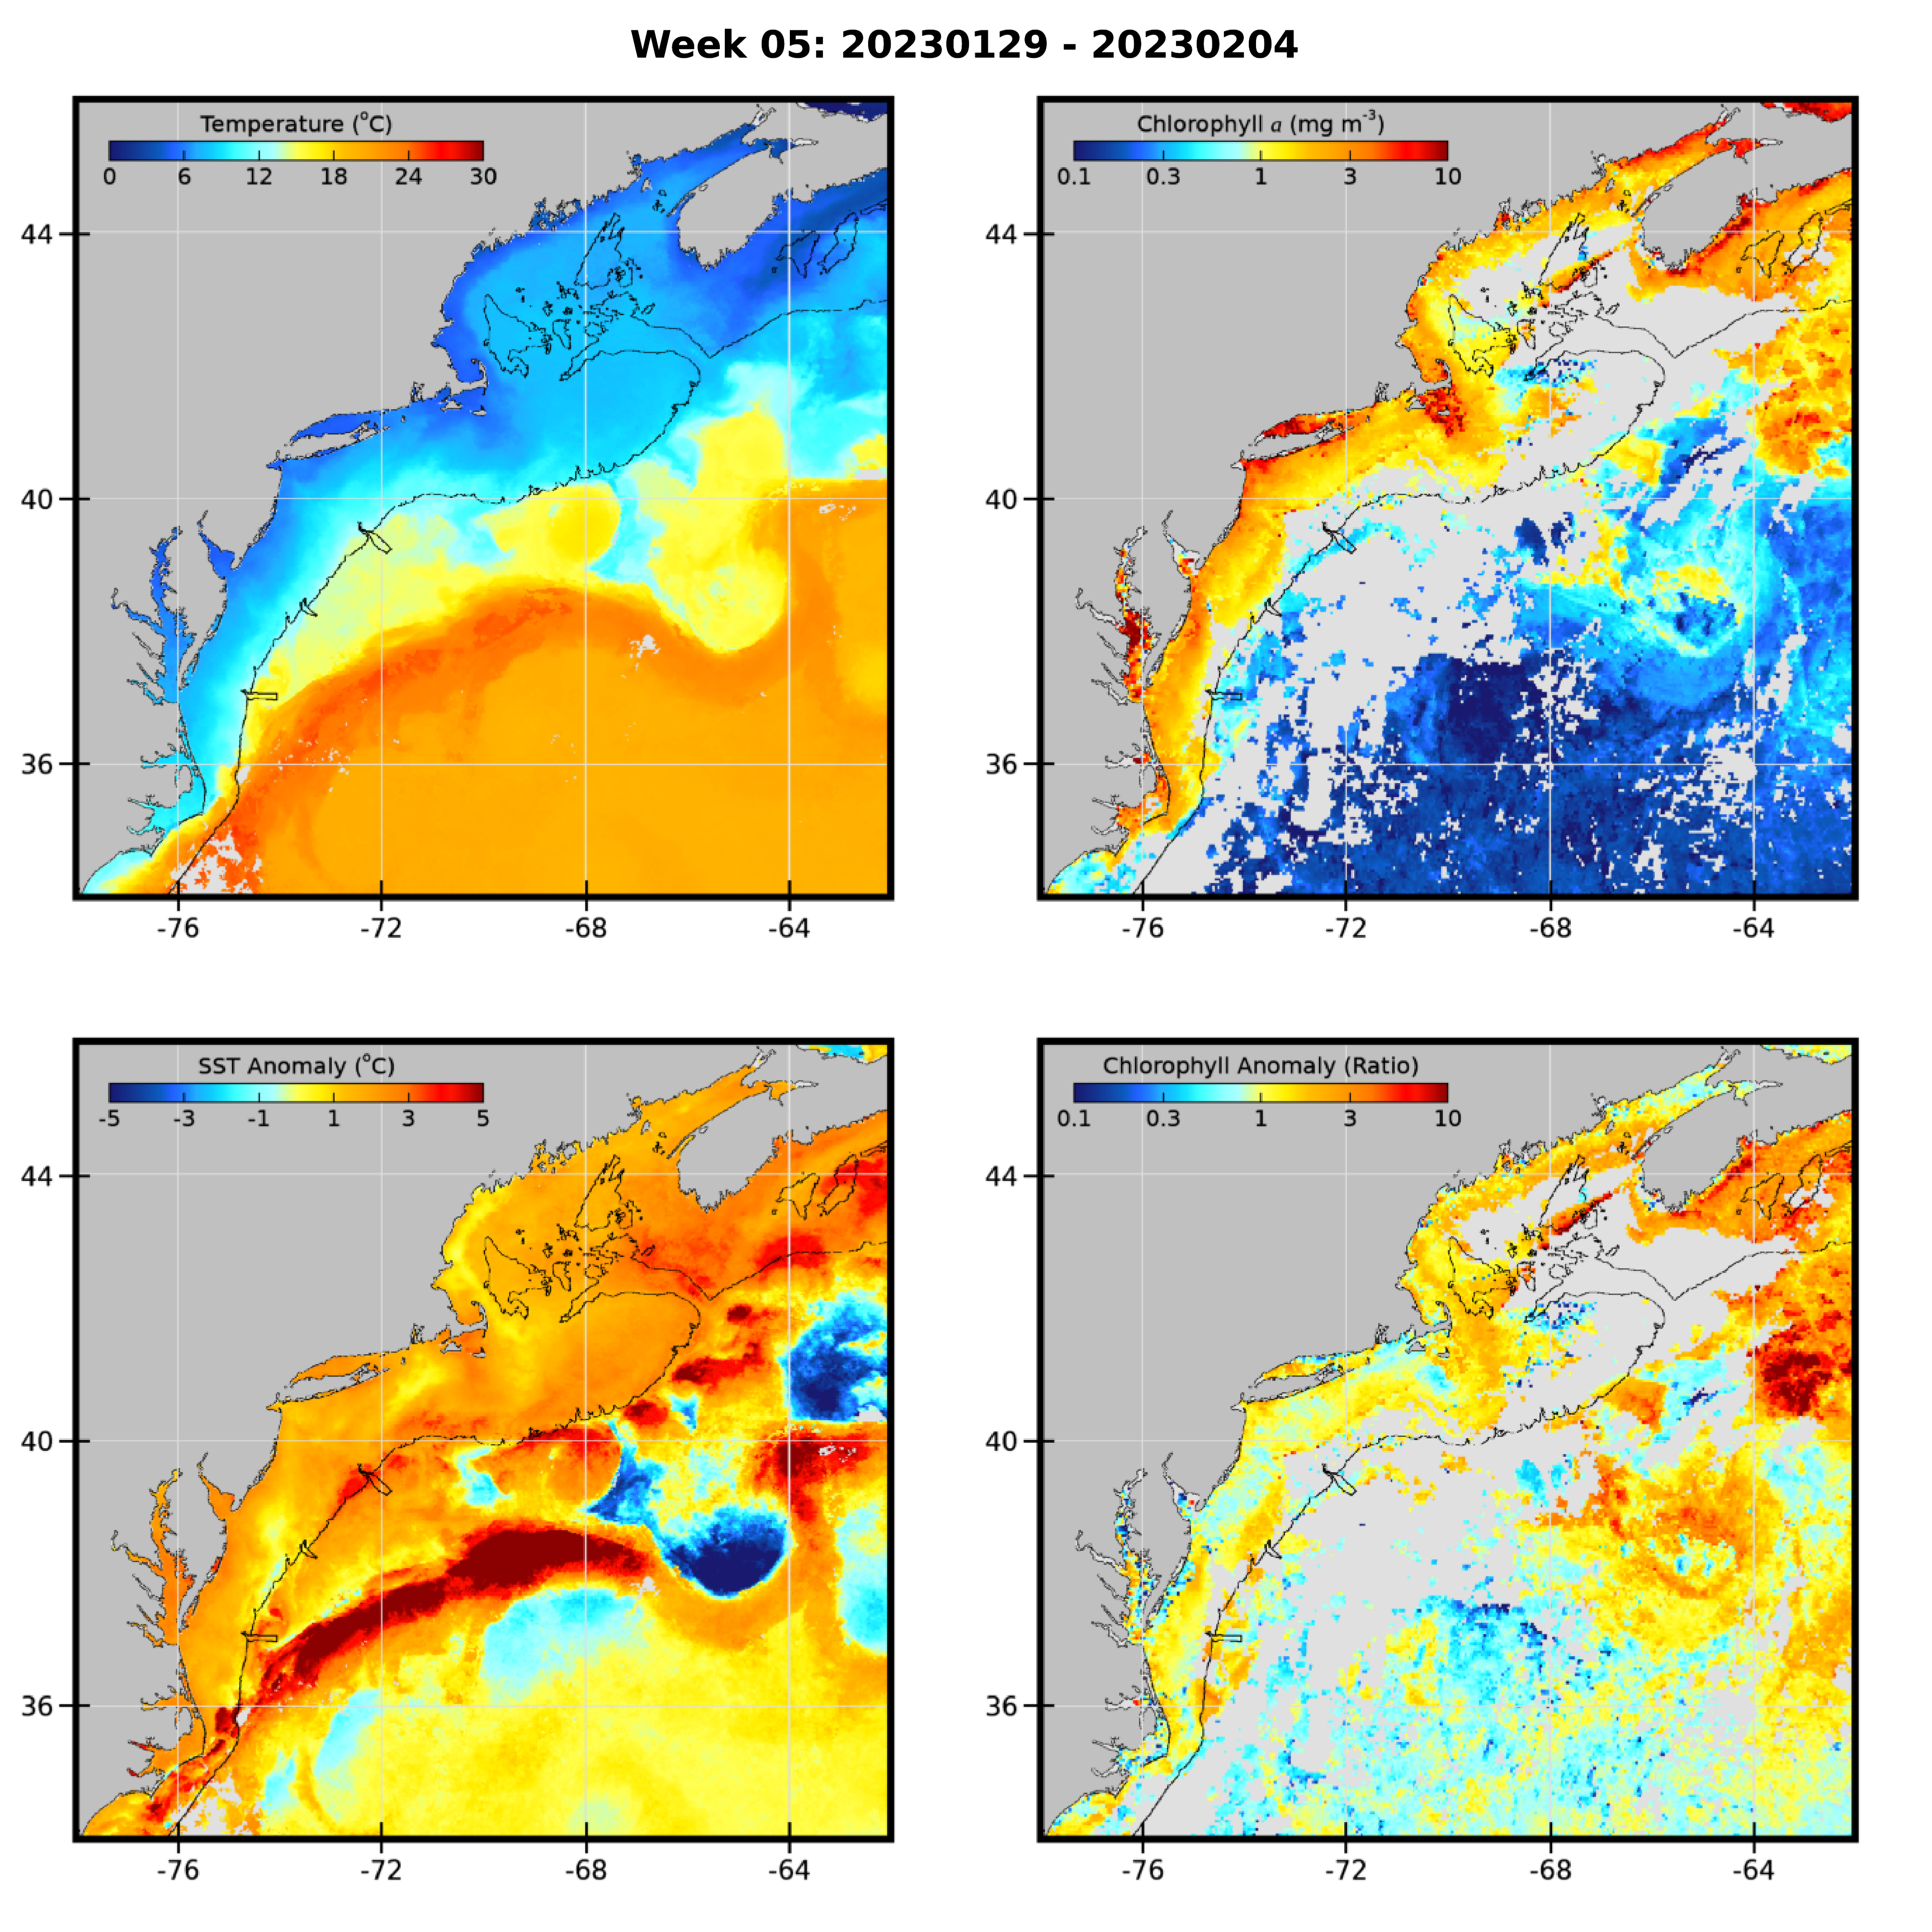 Week 05: 20230129 - 20230204
Temperature (°C)
0 6 12 18 24 30
44
40
36
-76 -72 -68 -64
Chlorophyll a (mg m⁻³)
0.1 0.3 1 3 10
44
40
36
-76 -72 -68 -64
SST Anomaly (°C)
-5 -3 -1 1 3 5
44
40
36
-76 -72 -68 -64
Chlorophyll Anomaly (Ratio)
0.1 0.3 1 3 10
44
40
36
-76 -72 -68 -64